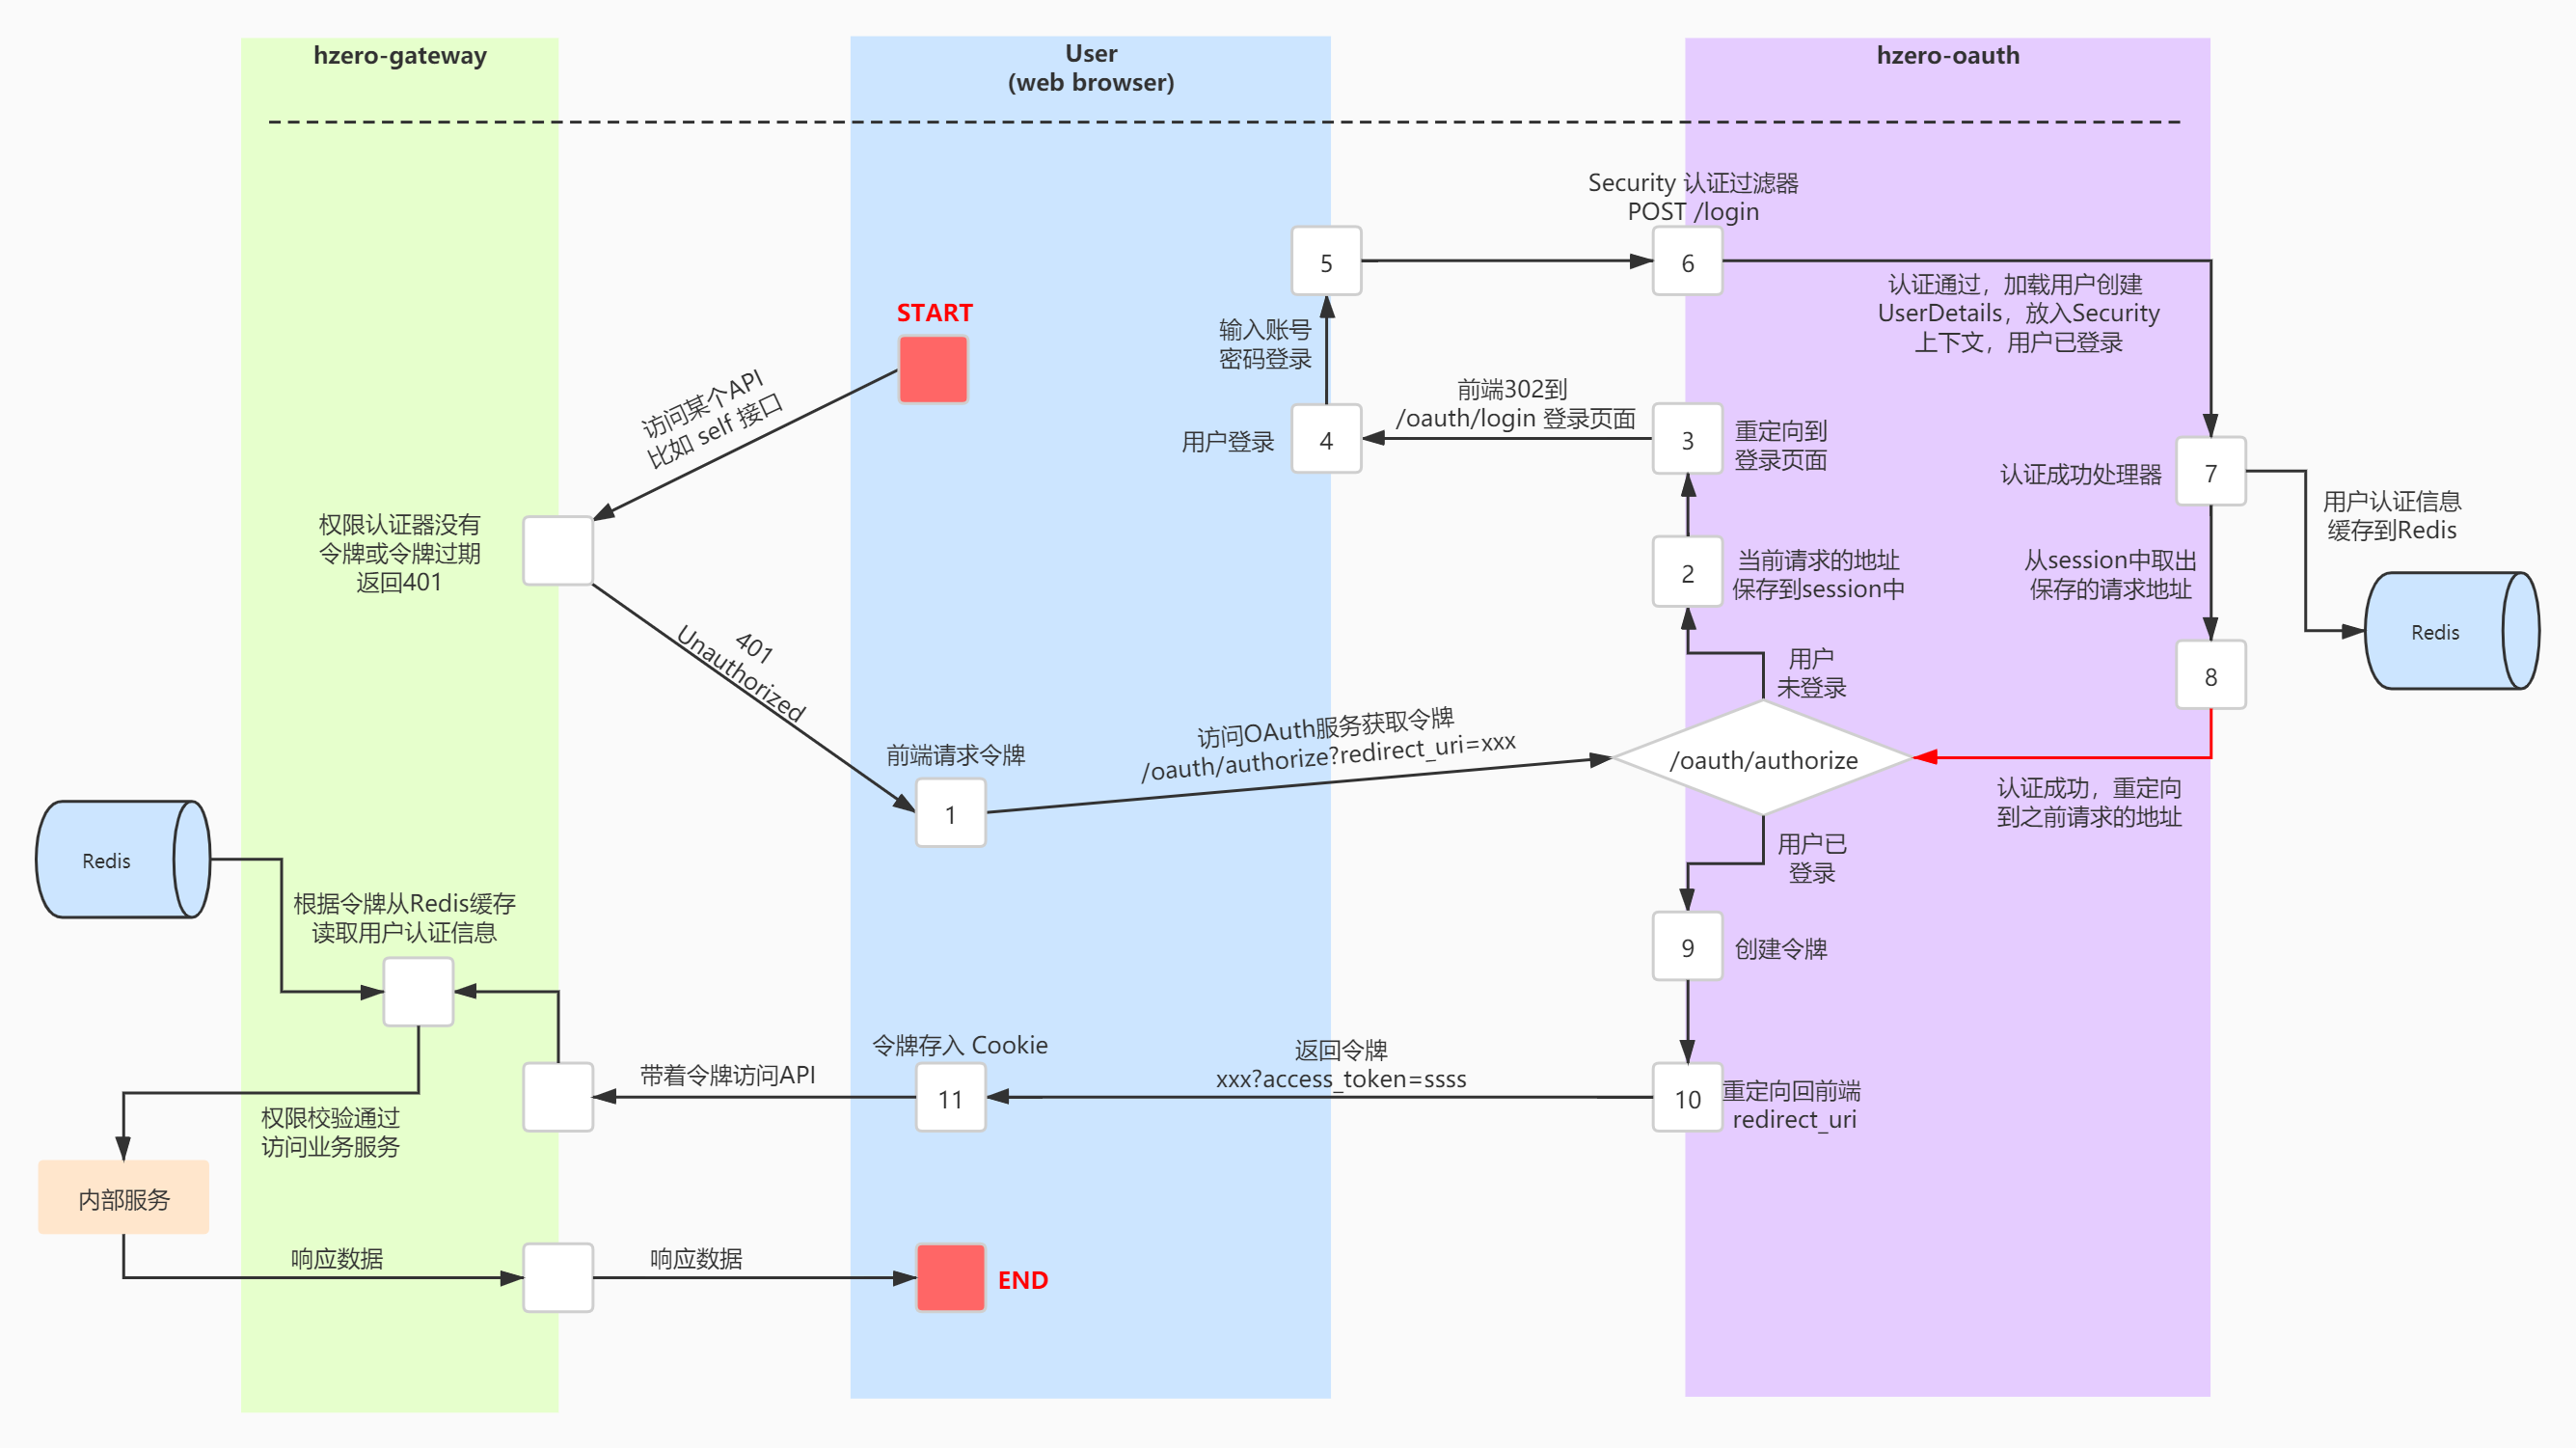 hzero-gateway
User
(web browser)
hzero-oauth
Security 认证过滤器
POST /login
5
6
认证通过，加载用户创建
UserDetails，放入Security
上下文，用户已登录
START
输入账号
密码登录
访问某个API
比如 self 接口
前端302到
/oauth/login 登录页面
用户登录
4
3
重定向到
登录页面
认证成功处理器
7
用户认证信息
缓存到Redis
权限认证器没有
令牌或令牌过期
返回401
2
当前请求的地址
保存到session中
从session中取出
保存的请求地址
Redis
401
Unauthorized
用户
未登录
8
前端请求令牌
1
访问OAuth服务获取令牌
/oauth/authorize?redirect_uri=xxx
/oauth/authorize
认证成功，重定向
到之前请求的地址
Redis
用户已
登录
根据令牌从Redis缓存
读取用户认证信息
9
创建令牌
令牌存入 Cookie
带着令牌访问API
11
返回令牌
xxx?access_token=ssss
10
重定向回前端
redirect_uri
权限校验通过
访问业务服务
内部服务
响应数据
响应数据
END